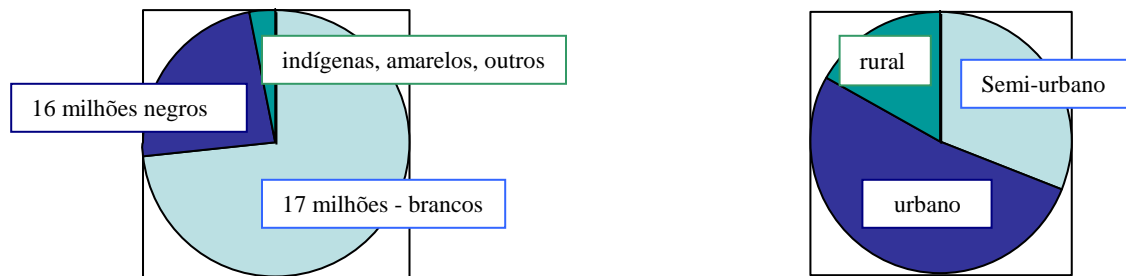 indígenas, amarelos, outros
16 milhões negros
17 milhões - brancos
rural
Semi-urbano
urbano